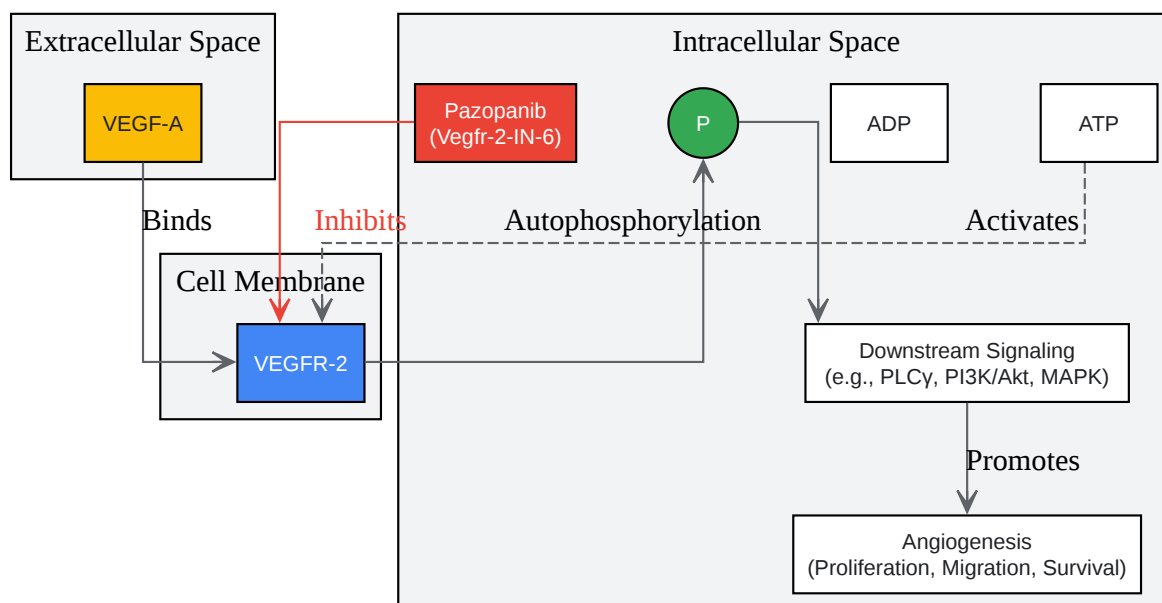 Extracellular Space
Intracellular Space
VEGF-A
Pazopanib
(Vegfr-2-IN-6)
P
ADP
ATP
Binds
Inhibits
Autophosphorylation
Activates
Cell Membrane
VEGFR-2
Downstream Signaling
(e.g., PLCγ, PI3K/Akt, MAPK)
Promotes
Angiogenesis
(Proliferation, Migration, Survival)